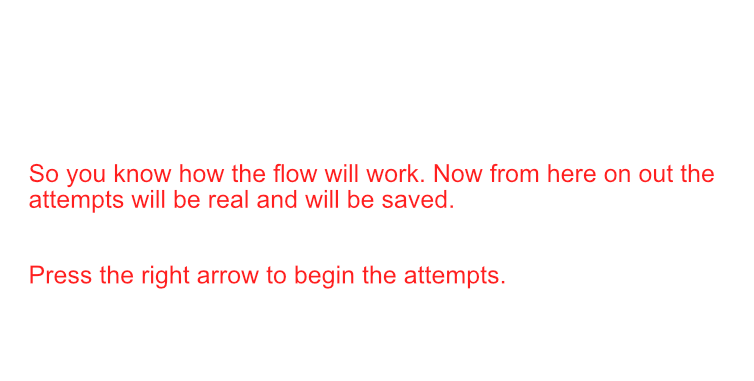 So you know how the flow will work. Now from here on out the
attempts will be real and will be saved.
Press the right arrow to begin the attempts.